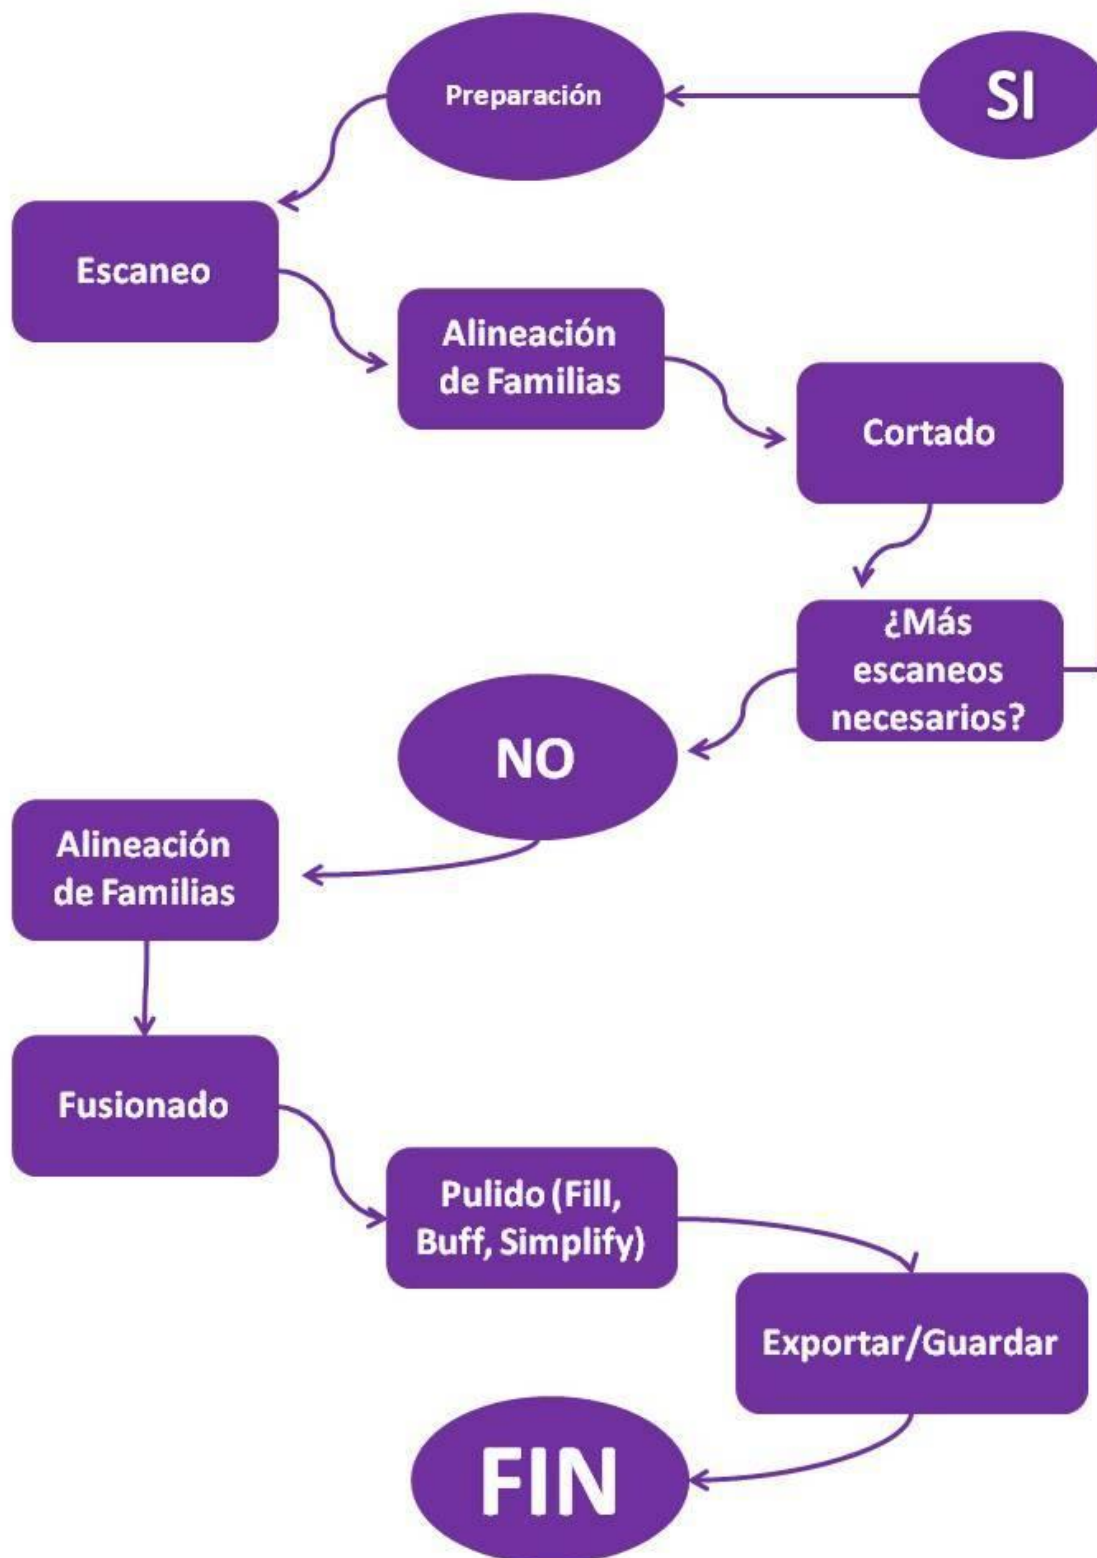 Preparación
SI
Escaneo
Alineación
de Familias
Cortado
¿Más
escaneos
necesarios?
NO
Alineación
de Familias
Fusionado
Pulido (Fill,
Buff, Simplify)
Exportar/Guardar
FIN